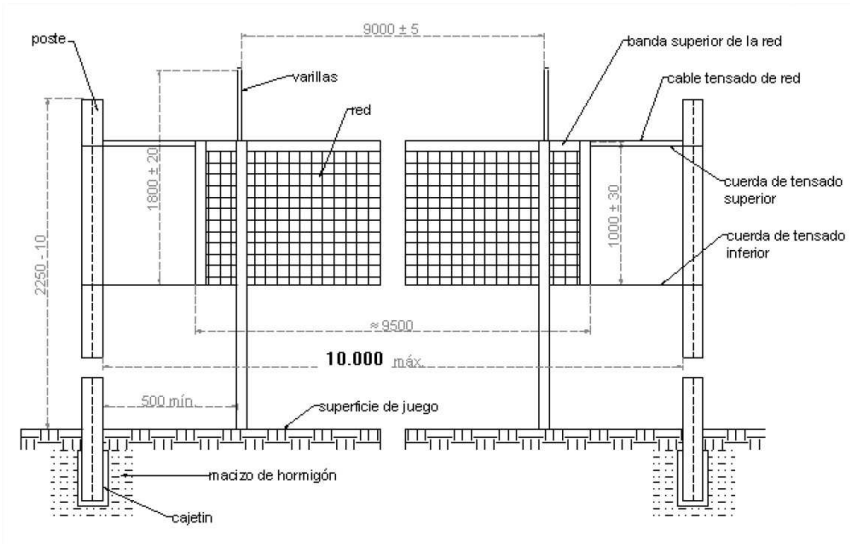 9000 ± 5
poste
banda superior de la red
varillas
cable tensado de red
red
1800 ± 20
1000 ± 30
cuerda de tensado
superior
2250 - 10
cuerda de tensado
inferior
≈ 9500
10.000 máx.
500 mín.
superficie de juego
macizo de hormigón
cajetin